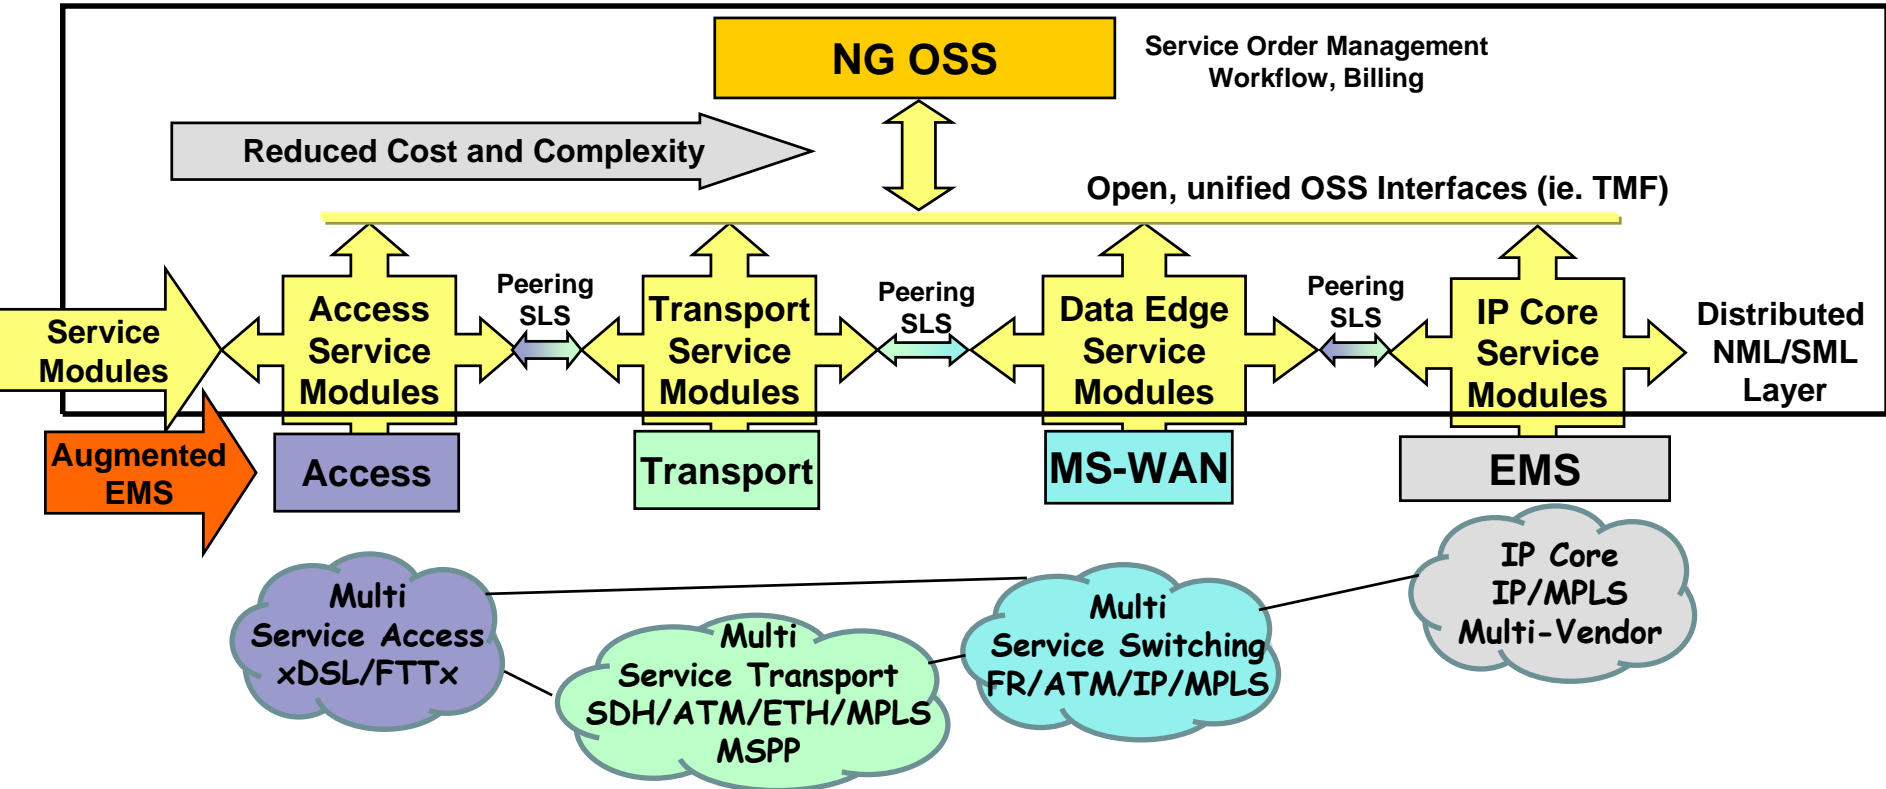 NG OSS
Service Order Management
Workflow, Billing
Reduced Cost and Complexity
Open, unified OSS Interfaces (ie. TMF)
Service
Modules
Access
Service
Modules
Peering
SLS
Transport
Service
Modules
Peering
SLS
Data Edge
Service
Modules
Peering
SLS
IP Core
Service
Modules
Distributed
NML/SML
Layer
Augmented
EMS
Access
Transport
MS-WAN
EMS
Multi
Service Access
xDSL/FTTx
Multi
Service Transport
SDH/ATM/ETH/MPLS
MSPP
Multi
Service Switching
FR/ATM/IP/MPLS
IP Core
IP/MPLS
Multi-Vendor